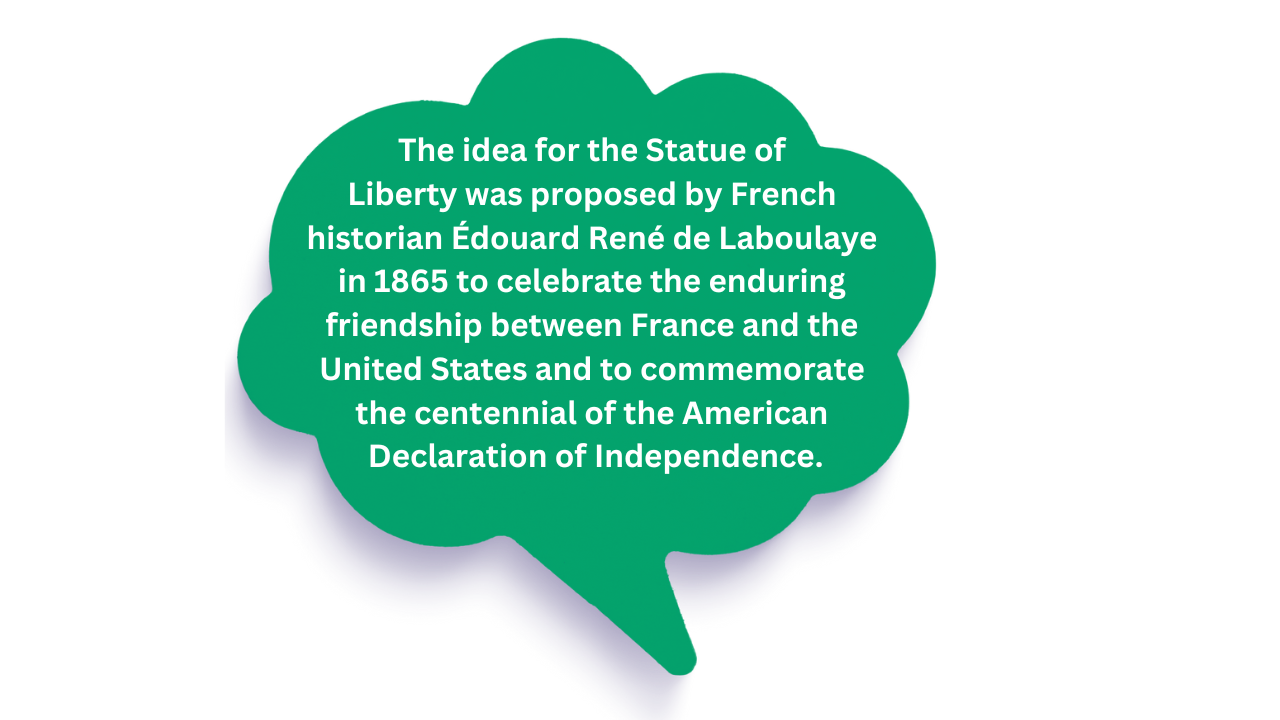 The idea for the Statue of
Liberty was proposed by French
historian Édouard René de Laboulaye
in 1865 to celebrate the enduring
friendship between France and the
United States and to commemorate
the centennial of the American
Declaration of Independence.